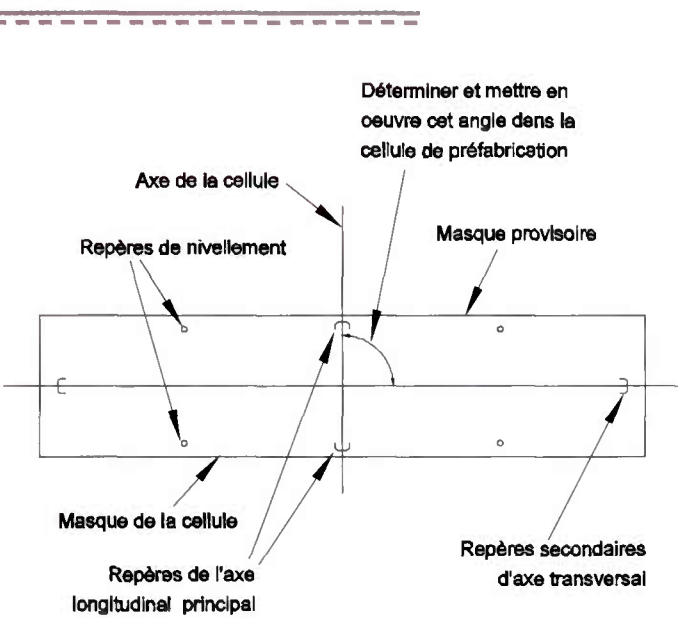 Déterminer et mettre en
oeuvre cet angle dans la
cellule de préfabrication
Axe de la cellule
Masque provisoire
Repères de nivellement
Masque de la cellule
Repères secondaires
d'axe transversal
Repères de l'axe
longitudinal principal